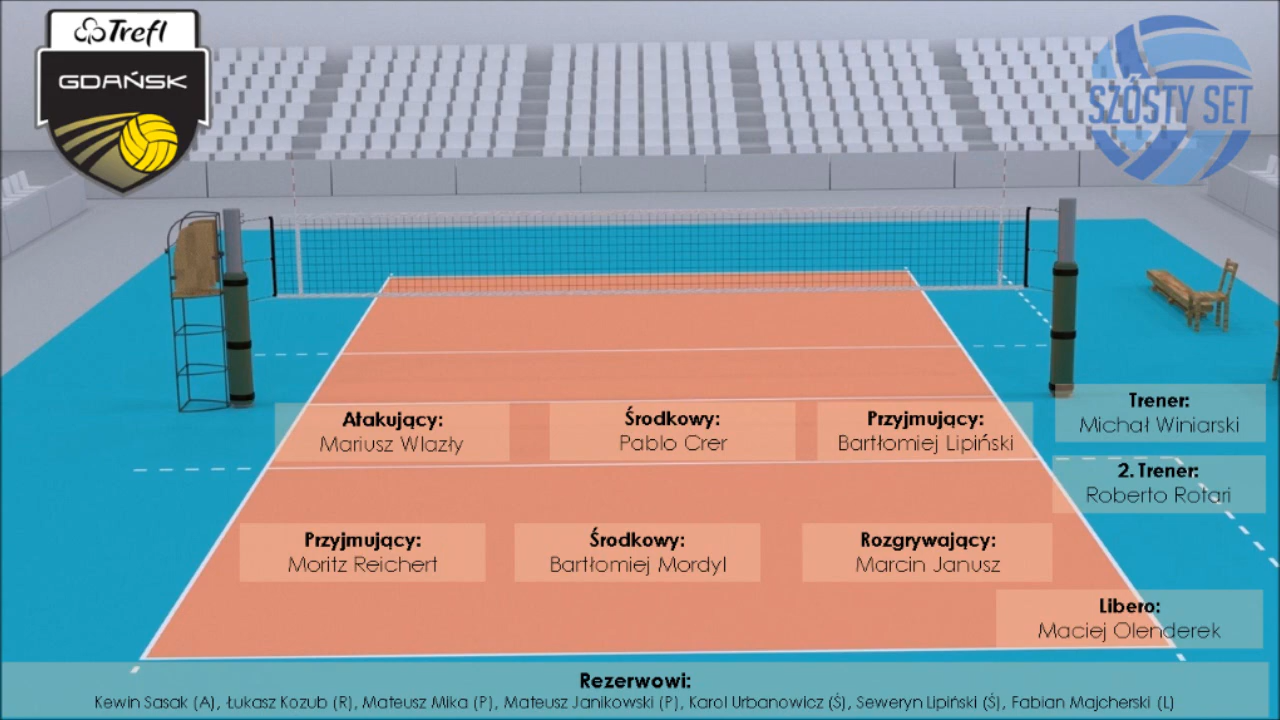 Trefl
GDAŃSK
SZÓSTY SET
Atakujący:
Mariusz Wlazły
Środkowy:
Pablo Crer
Przyjmujący:
Bartłomiej Lipiński
Trener:
Michał Winiarski
2. Trener:
Roberto Rotari
Przyjmujący:
Moritz Reichert
Środkowy:
Bartłomiej Mordyl
Rozgrywający:
Marcin Janusz
Libero:
Maciej Olenderek
Rezerwowi:
Kewin Sasak (A), Łukasz Kozub (R), Mateusz Mika (P), Mateusz Janikowski (P), Karol Urbanowicz (Ś), Seweryn Lipiński (Ś), Fabian Majcherski (L)